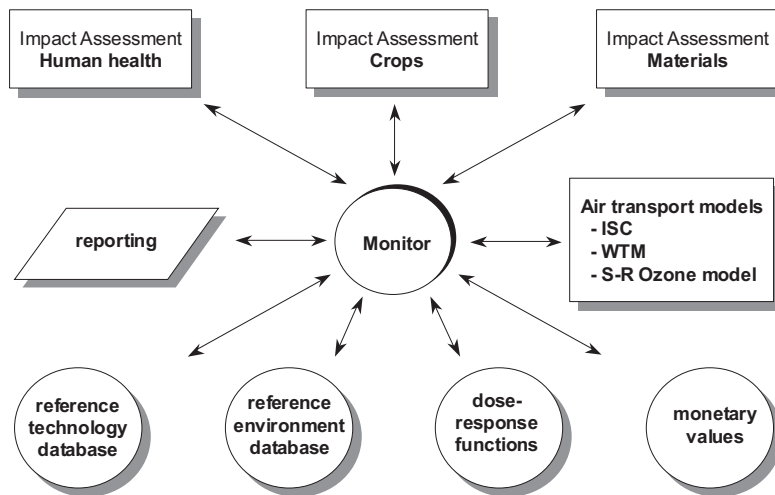 Impact Assessment
Human health
Impact Assessment
Crops
Impact Assessment
Materials
reporting
Monitor
Air transport models
- ISC
- WTM
- S-R Ozone model
reference
technology
database
reference
environment
database
dose-
response
functions
monetary
values